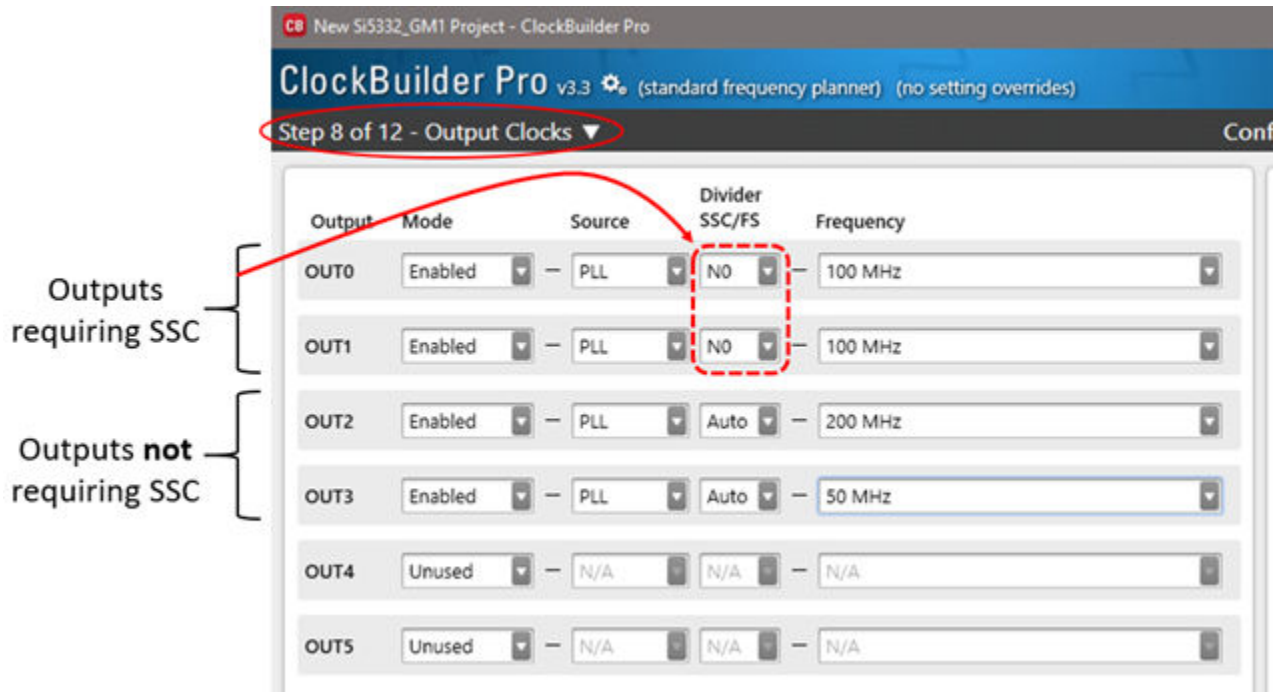 CB New Si5332_GM1 Project - ClockBuilder Pro
ClockBuilder Pro v3.3 (standard frequency planner) (no setting overrides)
Step 8 of 12 - Output Clocks ▼ Conf
Output Mode Source Divider SSC/FS Frequency
Outputs requiring SSC
OUT0 Enabled – PLL N0 – 100 MHz
OUT1 Enabled – PLL N0 – 100 MHz
Outputs not requiring SSC
OUT2 Enabled – PLL Auto – 200 MHz
OUT3 Enabled – PLL Auto – 50 MHz
OUT4 Unused – N/A N/A – N/A
OUT5 Unused – N/A N/A – N/A